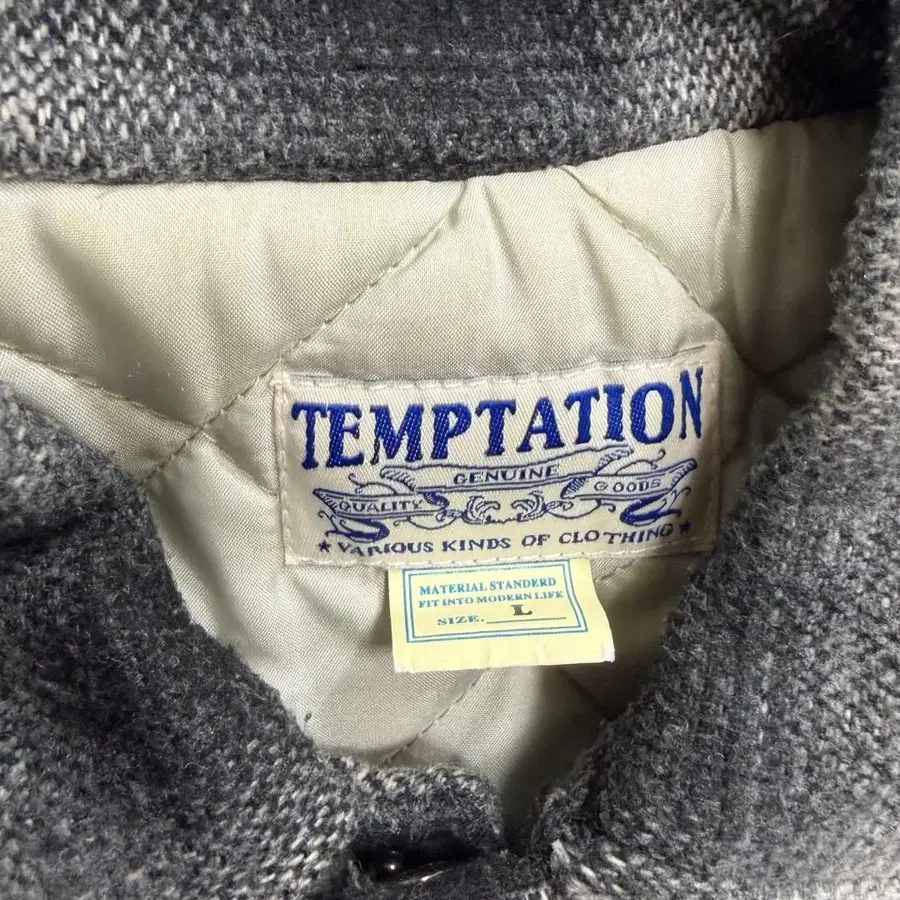 TEMPTATION
GENUINE
QUALITY GOODS
★ VARIOUS KINDS OF CLOTHING ★
MATERIAL STANDERD
FIT INTO MODERN LIFE
SIZE. L